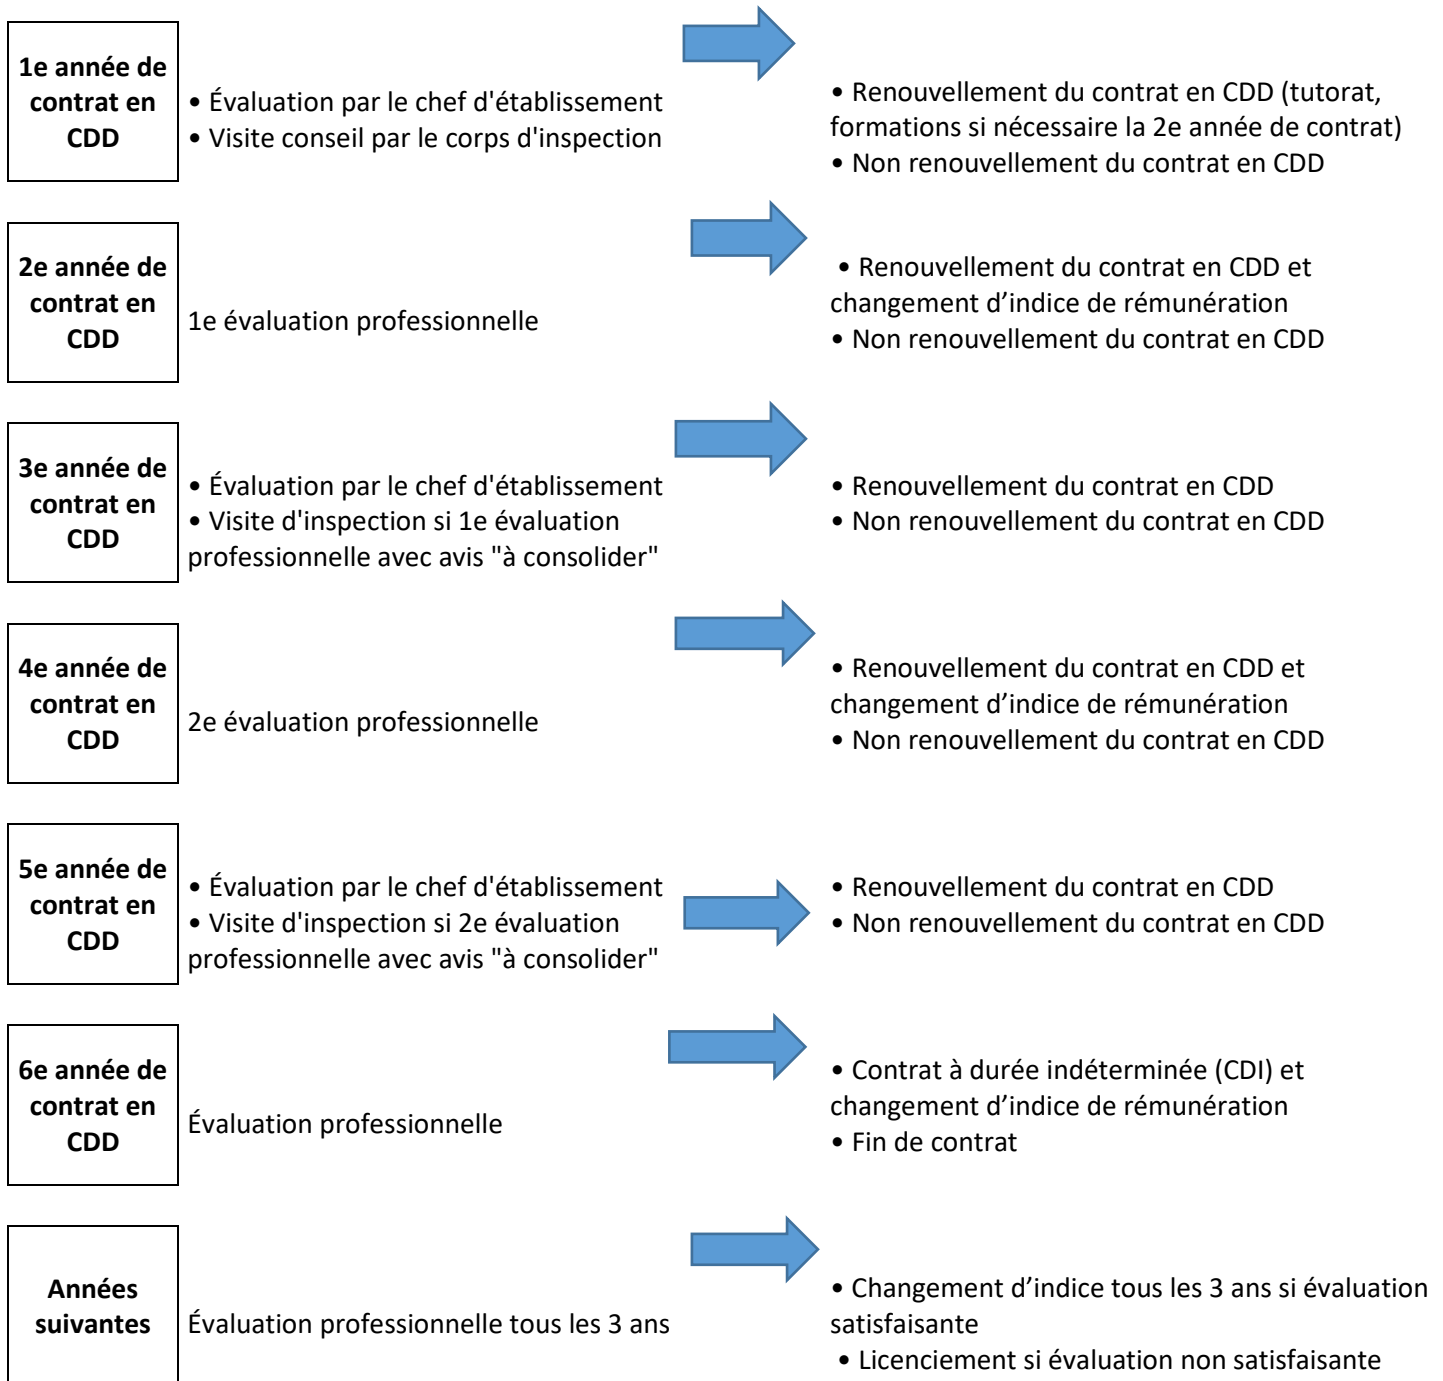 1e année de
contrat en
CDD
• Évaluation par le chef d'établissement
• Visite conseil par le corps d'inspection
• Renouvellement du contrat en CDD (tutorat,
formations si nécessaire la 2e année de contrat)
• Non renouvellement du contrat en CDD
2e année de
contrat en
CDD
1e évaluation professionnelle
• Renouvellement du contrat en CDD et
changement d’indice de rémunération
• Non renouvellement du contrat en CDD
3e année de
contrat en
CDD
• Évaluation par le chef d'établissement
• Visite d'inspection si 1e évaluation
professionnelle avec avis "à consolider"
• Renouvellement du contrat en CDD
• Non renouvellement du contrat en CDD
4e année de
contrat en
CDD
2e évaluation professionnelle
• Renouvellement du contrat en CDD et
changement d’indice de rémunération
• Non renouvellement du contrat en CDD
5e année de
contrat en
CDD
• Évaluation par le chef d'établissement
• Visite d'inspection si 2e évaluation
professionnelle avec avis "à consolider"
• Renouvellement du contrat en CDD
• Non renouvellement du contrat en CDD
6e année de
contrat en
CDD
Évaluation professionnelle
• Contrat à durée indéterminée (CDI) et
changement d’indice de rémunération
• Fin de contrat
Années
suivantes
Évaluation professionnelle tous les 3 ans
• Changement d’indice tous les 3 ans si évaluation
satisfaisante
• Licenciement si évaluation non satisfaisante